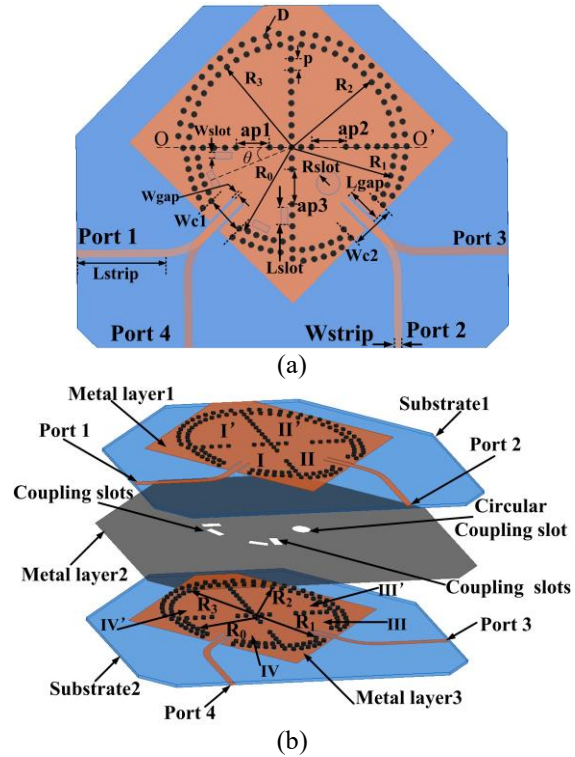 D
p
R3
R2
Wslot
ap1
ap2
O
O'
θ
R0
Rslot
R1
Wgap
Lgap
ap3
Wc1
Wc2
Port 1
Port 3
Lstrip
Lslot
Port 4
Wstrip
Port 2
(a)
Metal layer1
Substrate1
Port 1
I'
II'
Port 2
I
II
Coupling slots
Circular
Coupling slot
Metal layer2
Coupling slots
III'
R3
R2
Port 3
IV'
R1
III
R0
IV
Substrate2
Metal layer3
Port 4
(b)